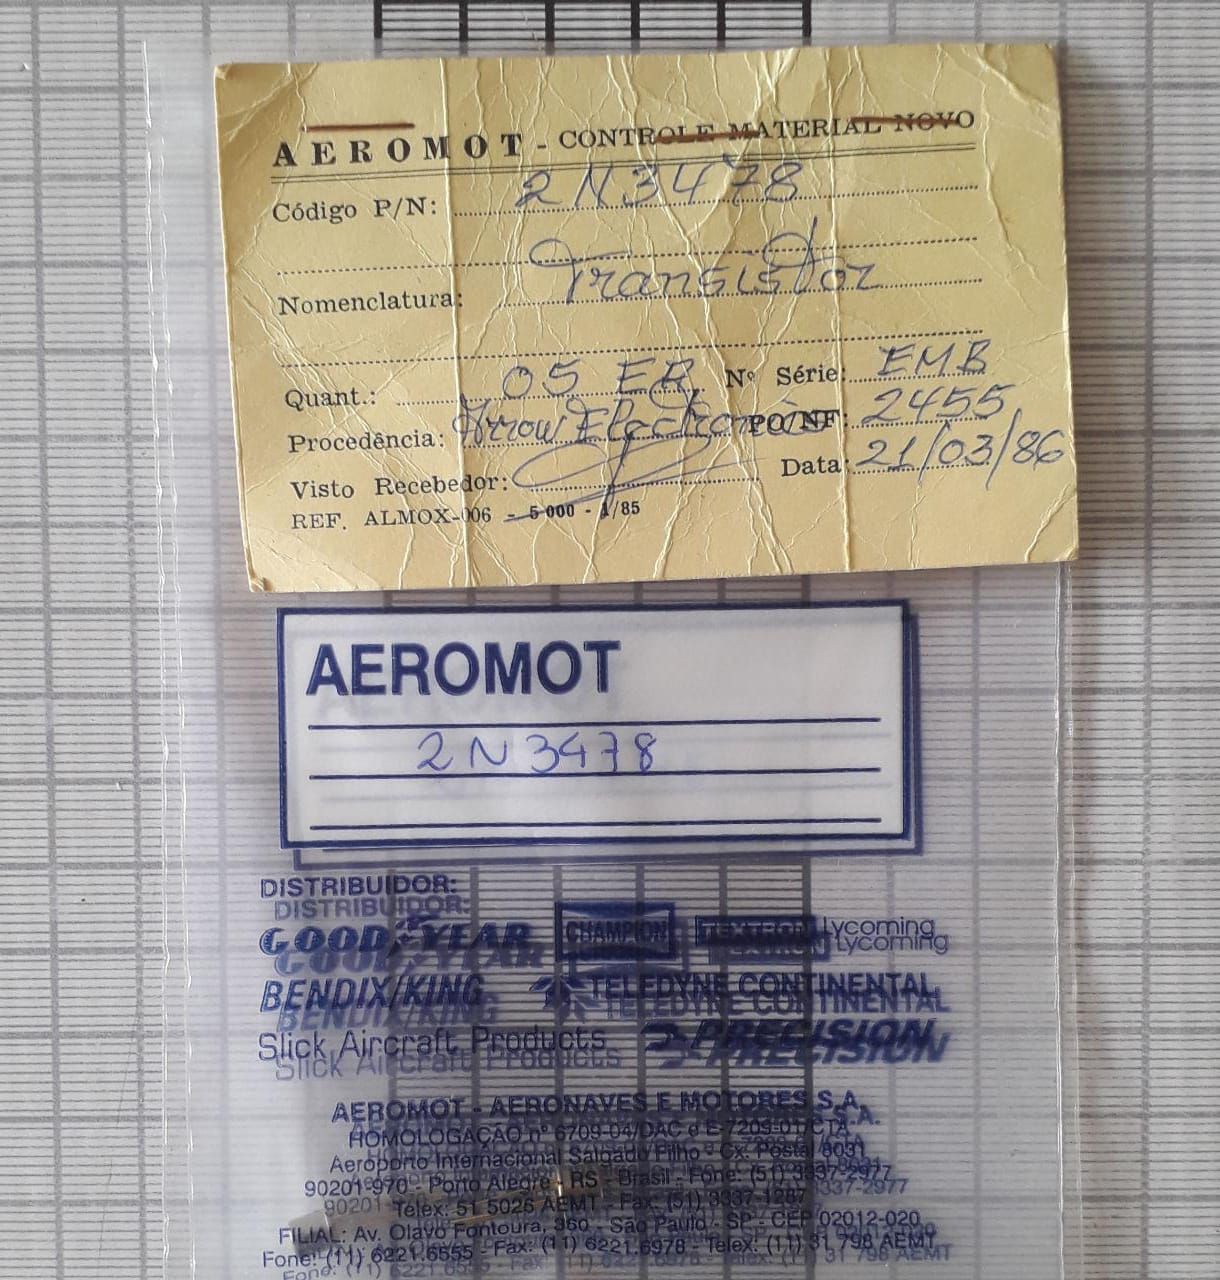 AEROMOT - CONTROLE MATERIAL NOVO
Código P/N: 2N3478
Nomenclatura: Transistor
Quant.: 05 ER Nº Série: EMB
Procedência: Arrow Electronics PO/NF: 2455
Visto Recebedor: Data: 21/03/86
REF. ALMOX-006 - 5 000 - 1/85
AEROMOT
2N3478
DISTRIBUIDOR:
GOODYEAR CHAMPION TEXTRON Lycoming
BENDIX/KING TELEDYNE CONTINENTAL
Slick Aircraft Products PRECISION
AEROMOT - AERONAVES E MOTORES S.A.
HOMOLOGAÇÃO nº 6709-04/DAC e E-7209-01/CTA
Aeroporto Internacional Salgado Filho - Cx. Postal 8031
90201-970 - Porto Alegre - RS - Brasil - Fone: (51) 3337-2977
Telex: 51 5026 AEMT - Fax: (51) 3337-1287
FILIAL: Av. Olavo Fontoura, 360 - São Paulo - SP - CEP 02012-020
Fone: (11) 6221.6555 - Fax: (11) 6221.6978 - Telex: (11) 31 798 AEMT